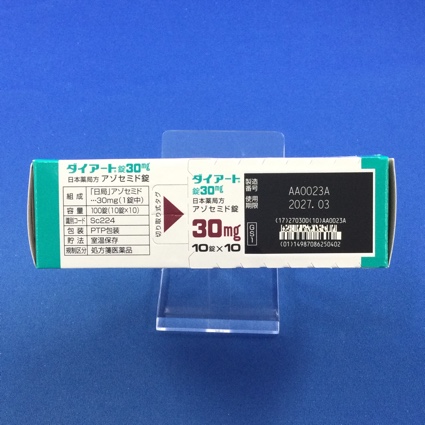 ダイアート錠30mg
日本薬局方 アゾセミド錠
組成 「日局」アゾセミド
…30mg(1錠中)
容量 100錠(10錠×10)
識別コード Sc224
包装 PTP包装
貯法 室温保存
規制区分 処方箋医薬品
切り取り式タグ
ダイアート
錠30mg
日本薬局方
アゾセミド錠
30mg
10錠×10
製造番号 AA0023A
使用期限 2027.03
(17)270300(10)AA0023A
GS1
(01)14987086250402